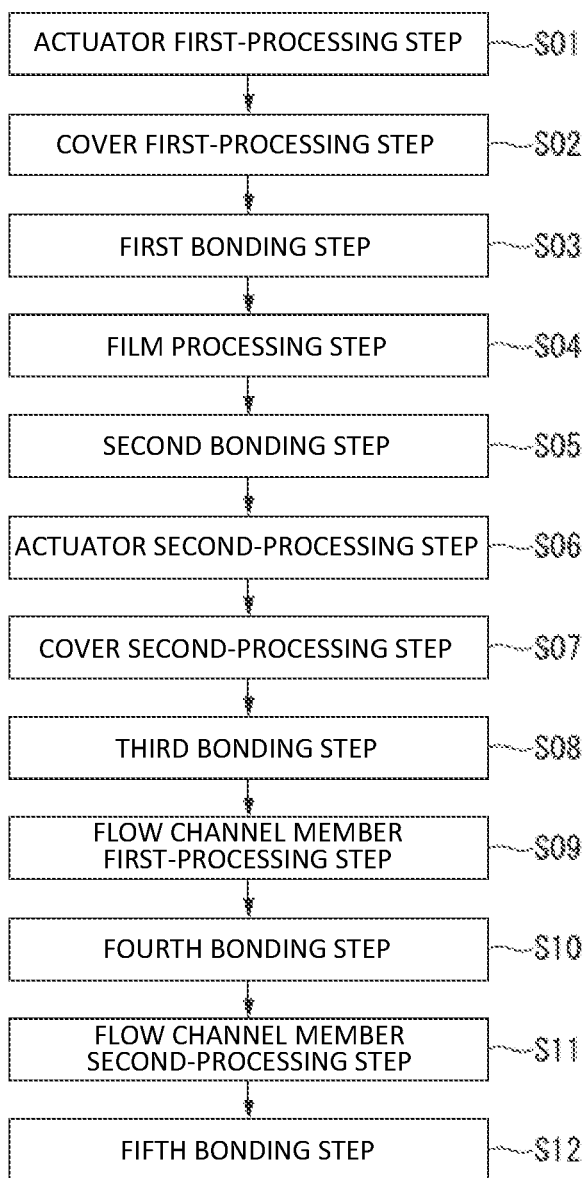 ACTUATOR FIRST-PROCESSING STEP S01
COVER FIRST-PROCESSING STEP S02
FIRST BONDING STEP S03
FILM PROCESSING STEP S04
SECOND BONDING STEP S05
ACTUATOR SECOND-PROCESSING STEP S06
COVER SECOND-PROCESSING STEP S07
THIRD BONDING STEP S08
FLOW CHANNEL MEMBER
FIRST-PROCESSING STEP S09
FOURTH BONDING STEP S10
FLOW CHANNEL MEMBER
SECOND-PROCESSING STEP S11
FIFTH BONDING STEP S12